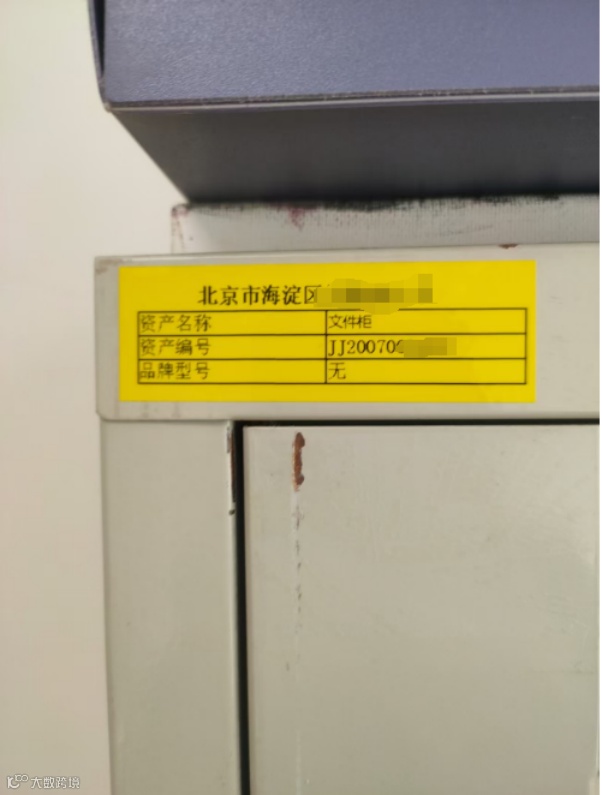 北京市海淀区
资产名称 文件柜
资产编号 JJ20070
品牌型号 无
大数跨境